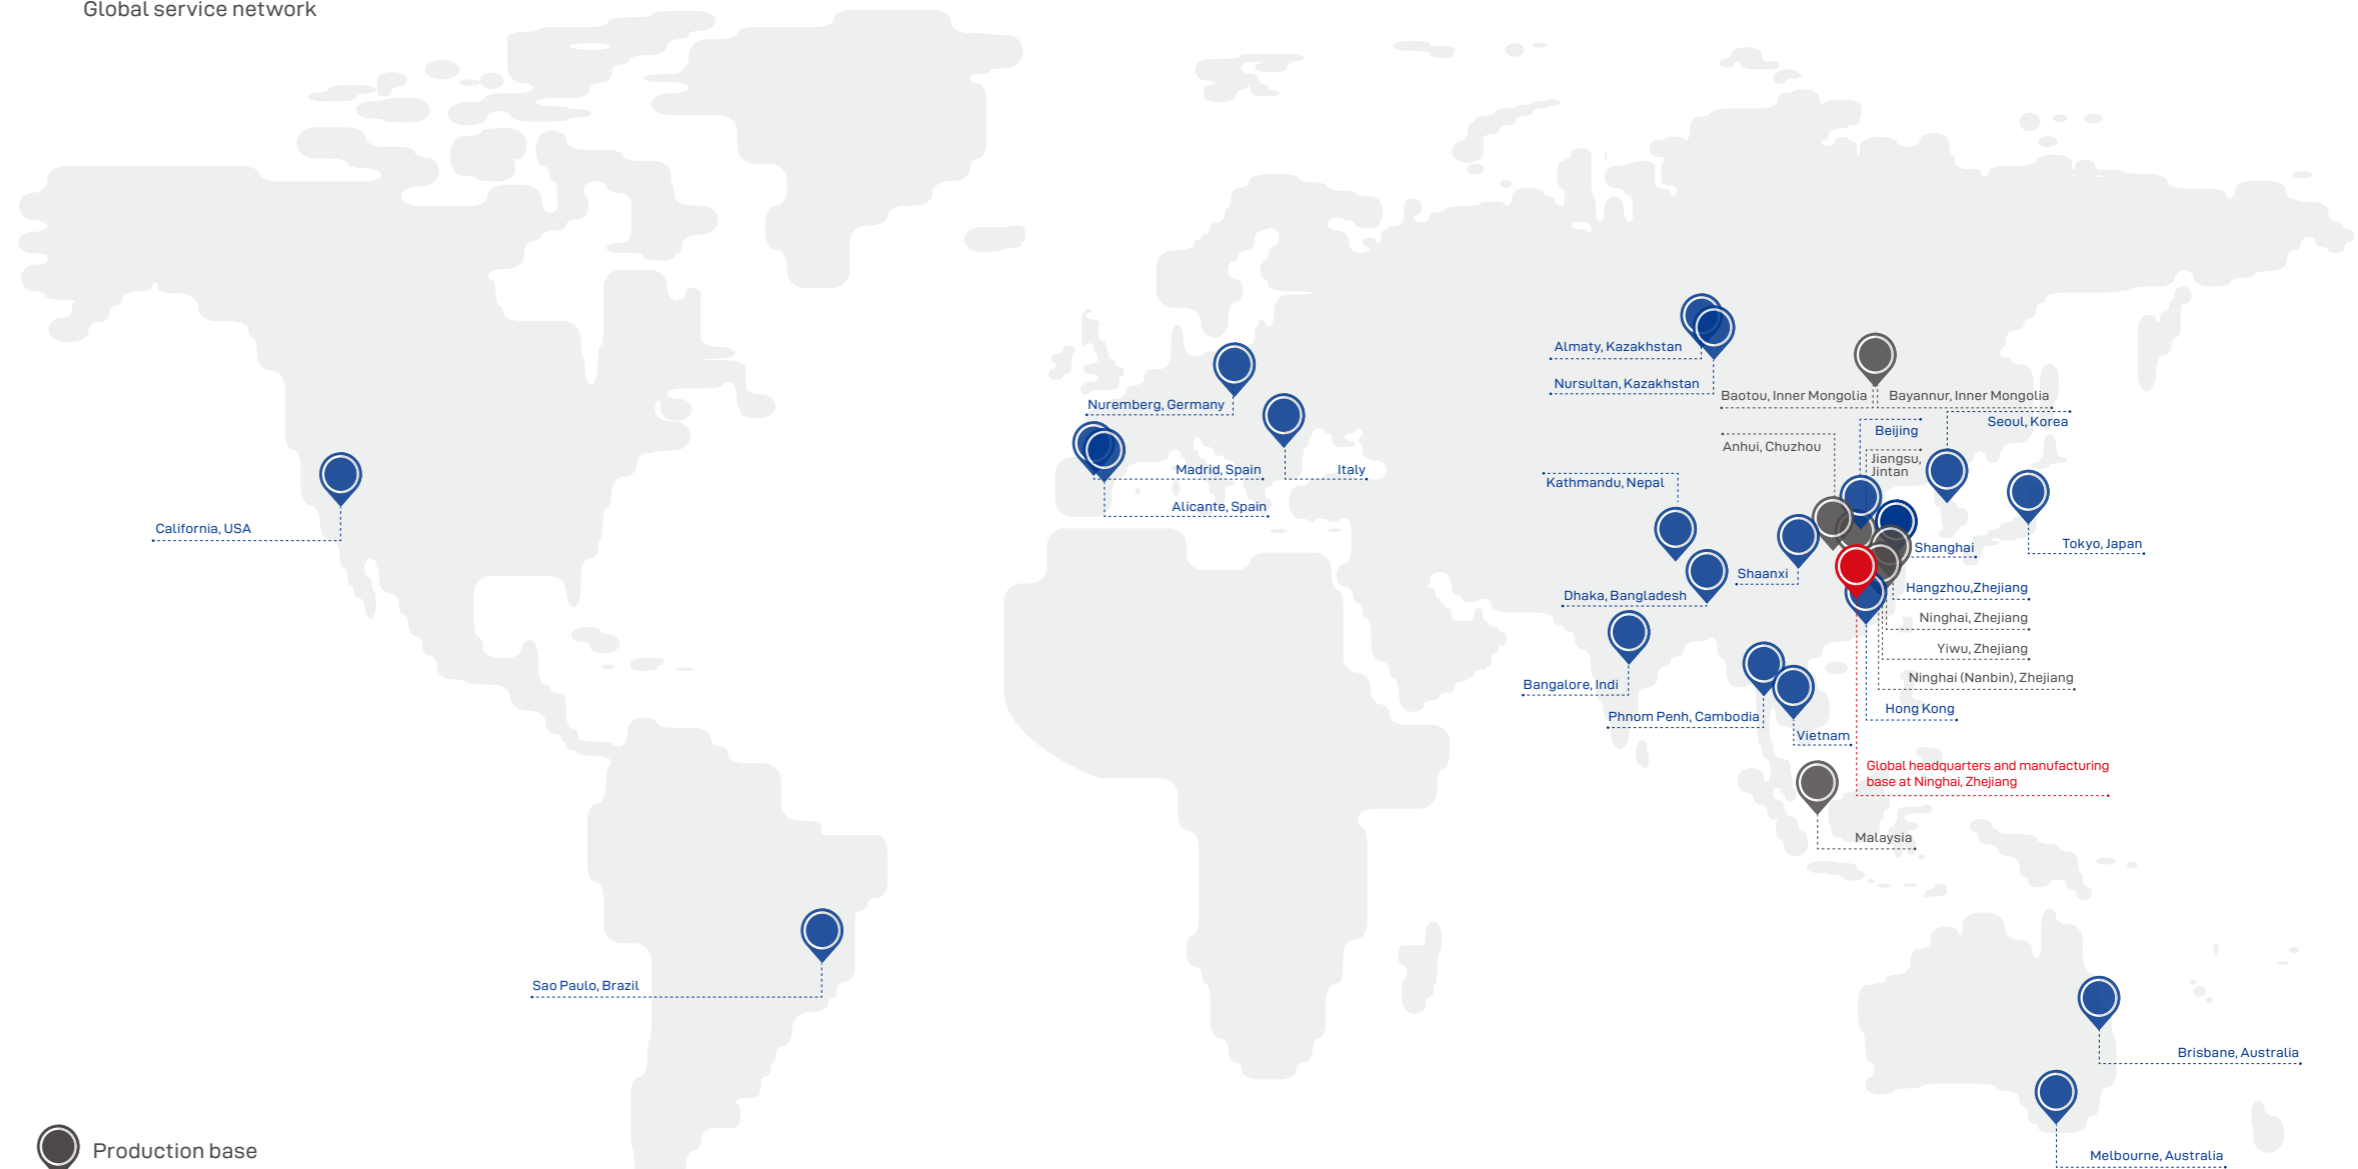 Global service network
Almaty, Kazakhstan
Nursultan, Kazakhstan
Nuremberg, Germany
Baotou, Inner Mongolia
Bayannur, Inner Mongolia
Seoul, Korea
Beijing
Anhui, Chuzhou
Jiangsu,
Jintan
Madrid, Spain
Italy
Kathmandu, Nepal
Alicante, Spain
California, USA
Shanghai
Tokyo, Japan
Shaanxi
Hangzhou,Zhejiang
Dhaka, Bangladesh
Ninghai, Zhejiang
Yiwu, Zhejiang
Ninghai (Nanbin), Zhejiang
Bangalore, Indi
Hong Kong
Phnom Penh, Cambodia
Vietnam
Global headquarters and manufacturing
base at Ninghai, Zhejiang
Malaysia
Sao Paulo, Brazil
Brisbane, Australia
Production base
Melbourne, Australia